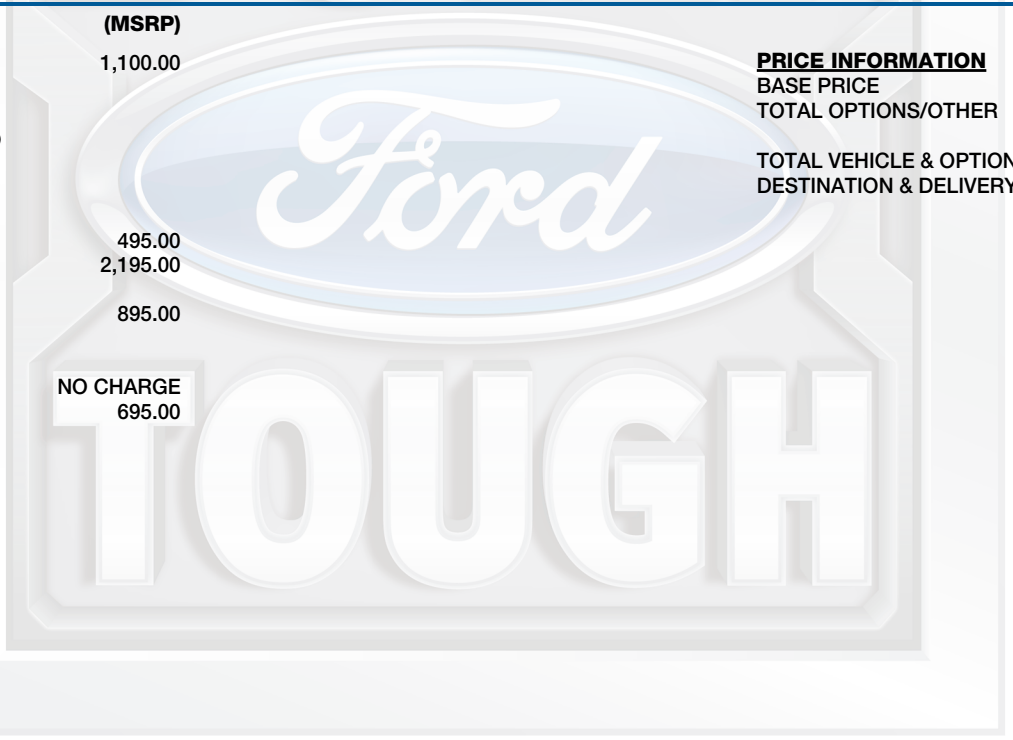 (MSRP)
1,100.00
495.00
2,195.00
895.00
NO CHARGE
695.00
PRICE INFORMATION
BASE PRICE
TOTAL OPTIONS/OTHER
TOTAL VEHICLE & OPTION
DESTINATION & DELIVERY
Ford
TOUGH